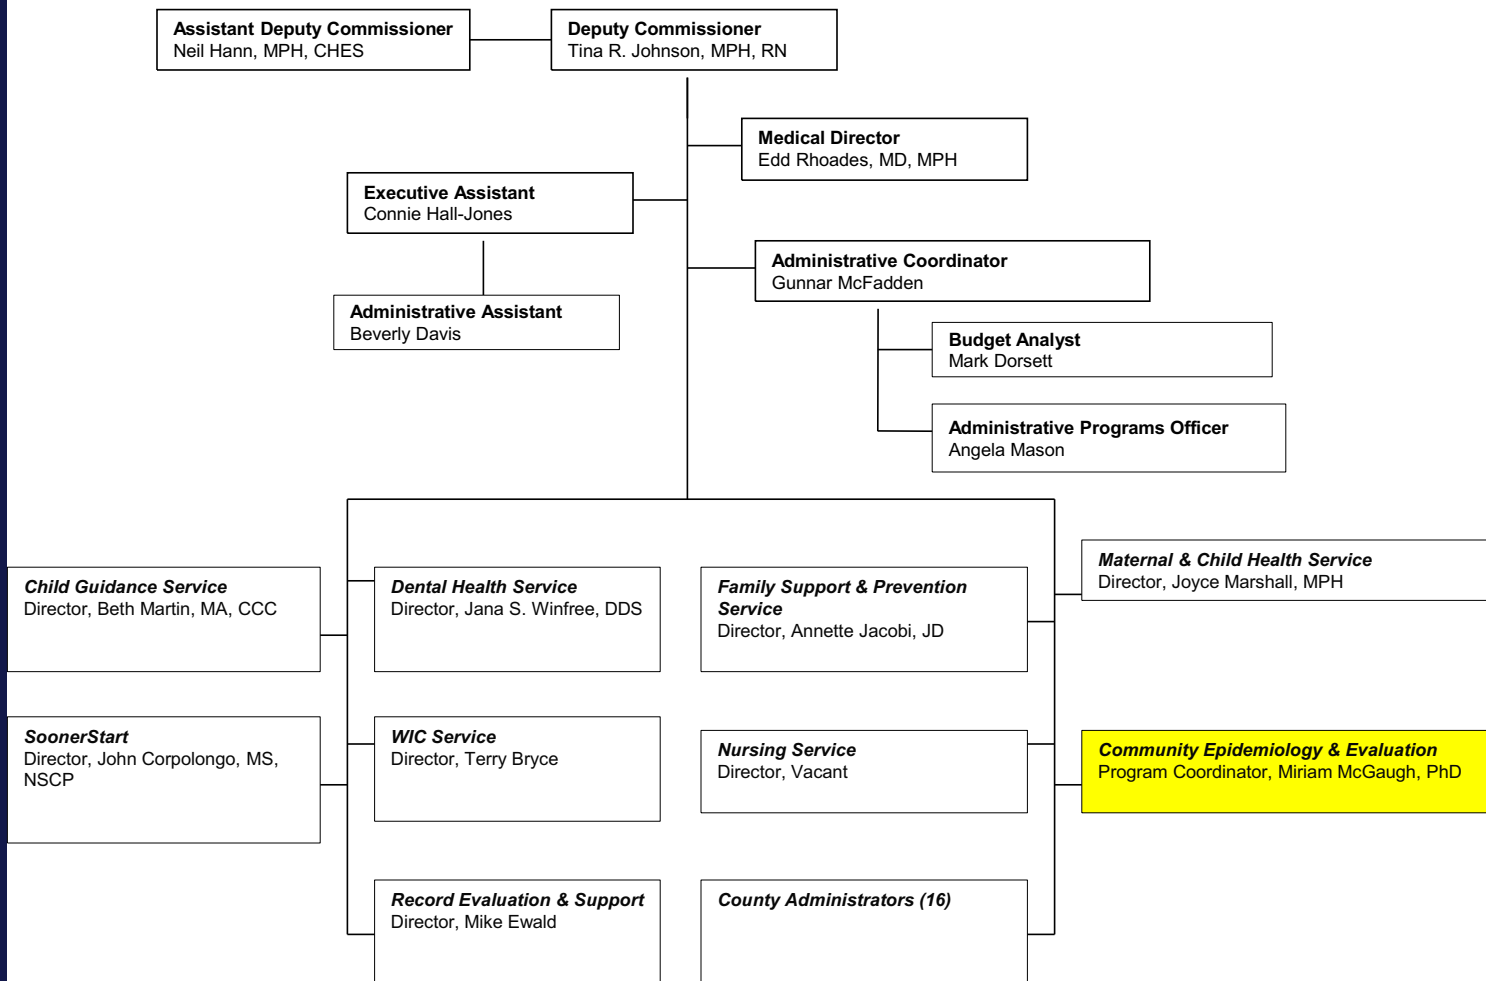 Assistant Deputy Commissioner
Neil Hann, MPH, CHES
Deputy Commissioner
Tina R. Johnson, MPH, RN
Medical Director
Edd Rhoades, MD, MPH
Executive Assistant
Connie Hall-Jones
Administrative Coordinator
Gunnar McFadden
Administrative Assistant
Beverly Davis
Budget Analyst
Mark Dorsett
Administrative Programs Officer
Angela Mason
Child Guidance Service
Director, Beth Martin, MA, CCC
Dental Health Service
Director, Jana S. Winfree, DDS
Family Support & Prevention
Service
Director, Annette Jacobi, JD
Maternal & Child Health Service
Director, Joyce Marshall, MPH
SoonerStart
Director, John Corpolongo, MS,
NSCP
WIC Service
Director, Terry Bryce
Nursing Service
Director, Vacant
Community Epidemiology & Evaluation
Program Coordinator, Miriam McGaugh, PhD
Record Evaluation & Support
Director, Mike Ewald
County Administrators (16)